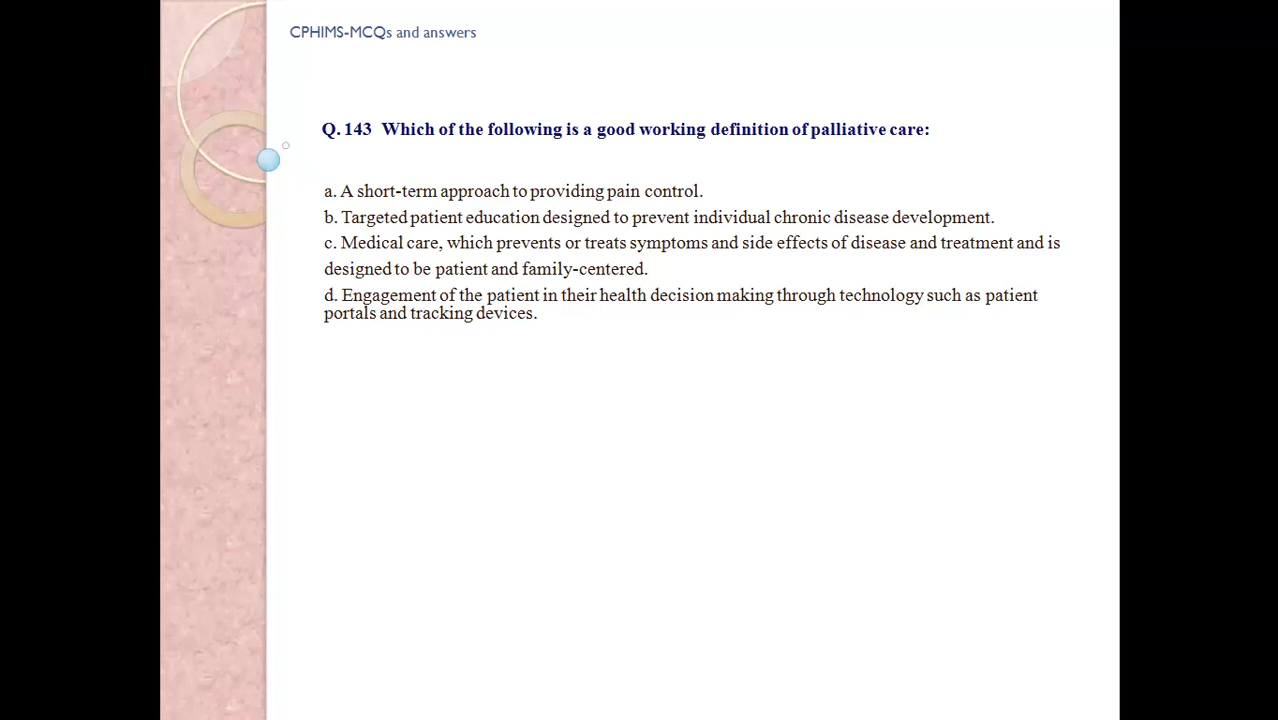 CPHIMS-MCQs and answers
Q. 143 Which of the following is a good working definition of palliative care:
a. A short-term approach to providing pain control.
b. Targeted patient education designed to prevent individual chronic disease development.
c. Medical care, which prevents or treats symptoms and side effects of disease and treatment and is
designed to be patient and family-centered.
d. Engagement of the patient in their health decision making through technology such as patient
portals and tracking devices.